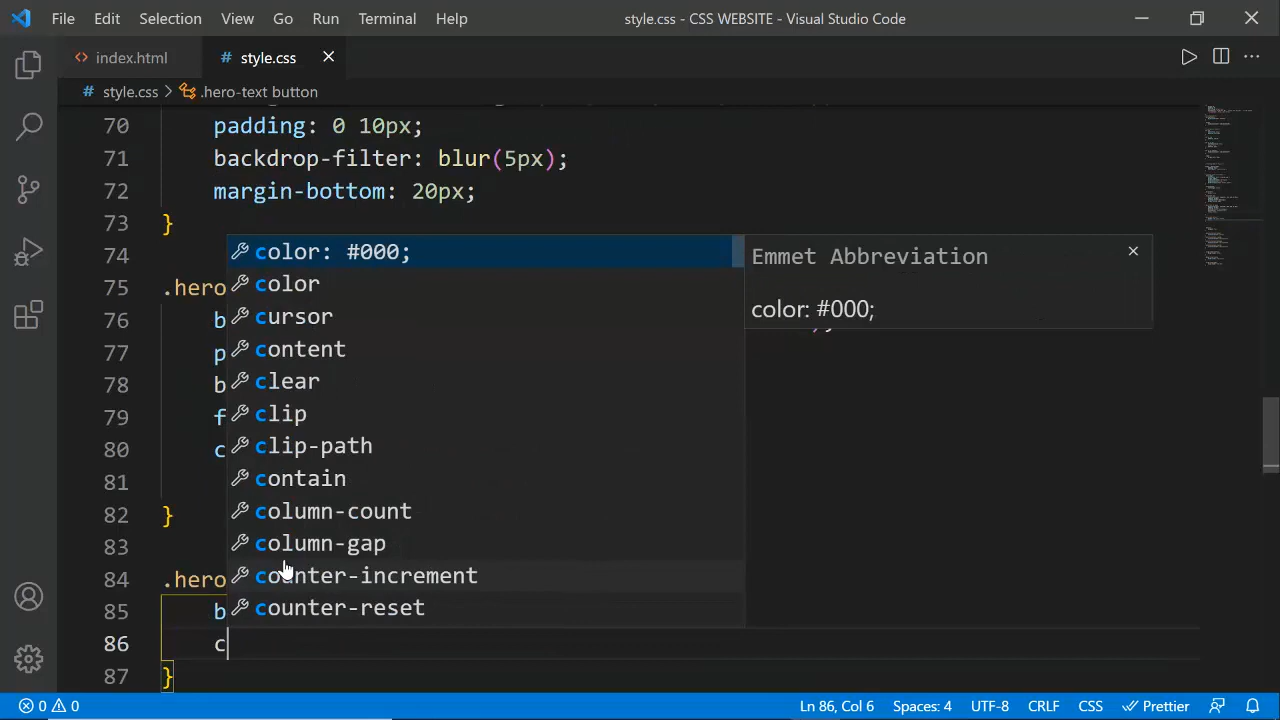 File Edit Selection View Go Run Terminal Help style.css - CSS WEBSITE - Visual Studio Code
index.html style.css
style.css > .hero-text button
70 padding: 0 10px;
71 backdrop-filter: blur(5px);
72 margin-bottom: 20px;
73 }
74 color: #000; Emmet Abbreviation
75 .hero color
color: #000;
76 b cursor
77 p content
78 b clear
79 f clip
80 c clip-path
81 contain
82 } column-count
83 column-gap
84 .hero counter-increment
85 b counter-reset
86 c
87 }
0 0 Ln 86, Col 6 Spaces: 4 UTF-8 CRLF CSS Prettier